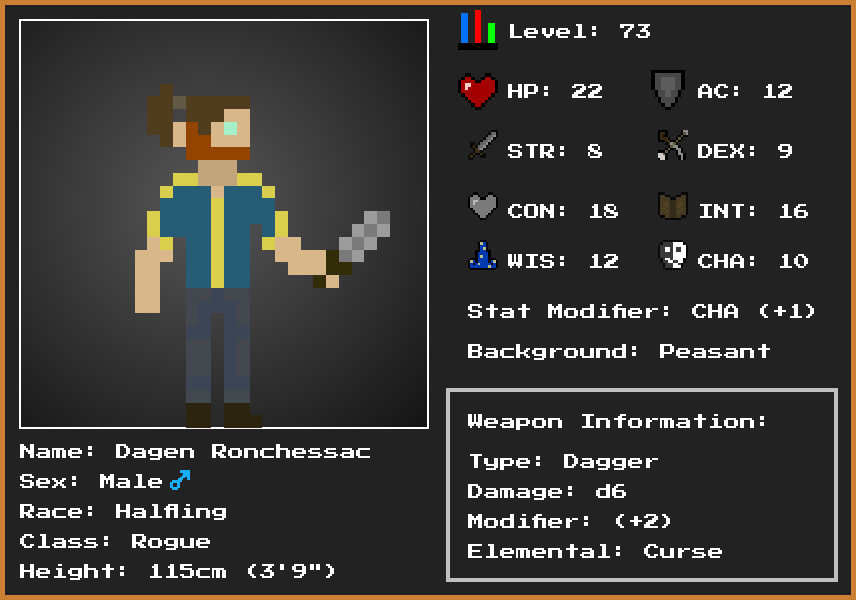 Level: 73
HP: 22 AC: 12
STR: 8 DEX: 9
CON: 18 INT: 16
WIS: 12 CHA: 10
Stat Modifier: CHA (+1)
Background: Peasant
Weapon Information:
Type: Dagger
Damage: d6
Modifier: (+2)
Elemental: Curse
Name: Dagen Ronchessac
Sex: Male ♂
Race: Halfling
Class: Rogue
Height: 115cm (3'9")